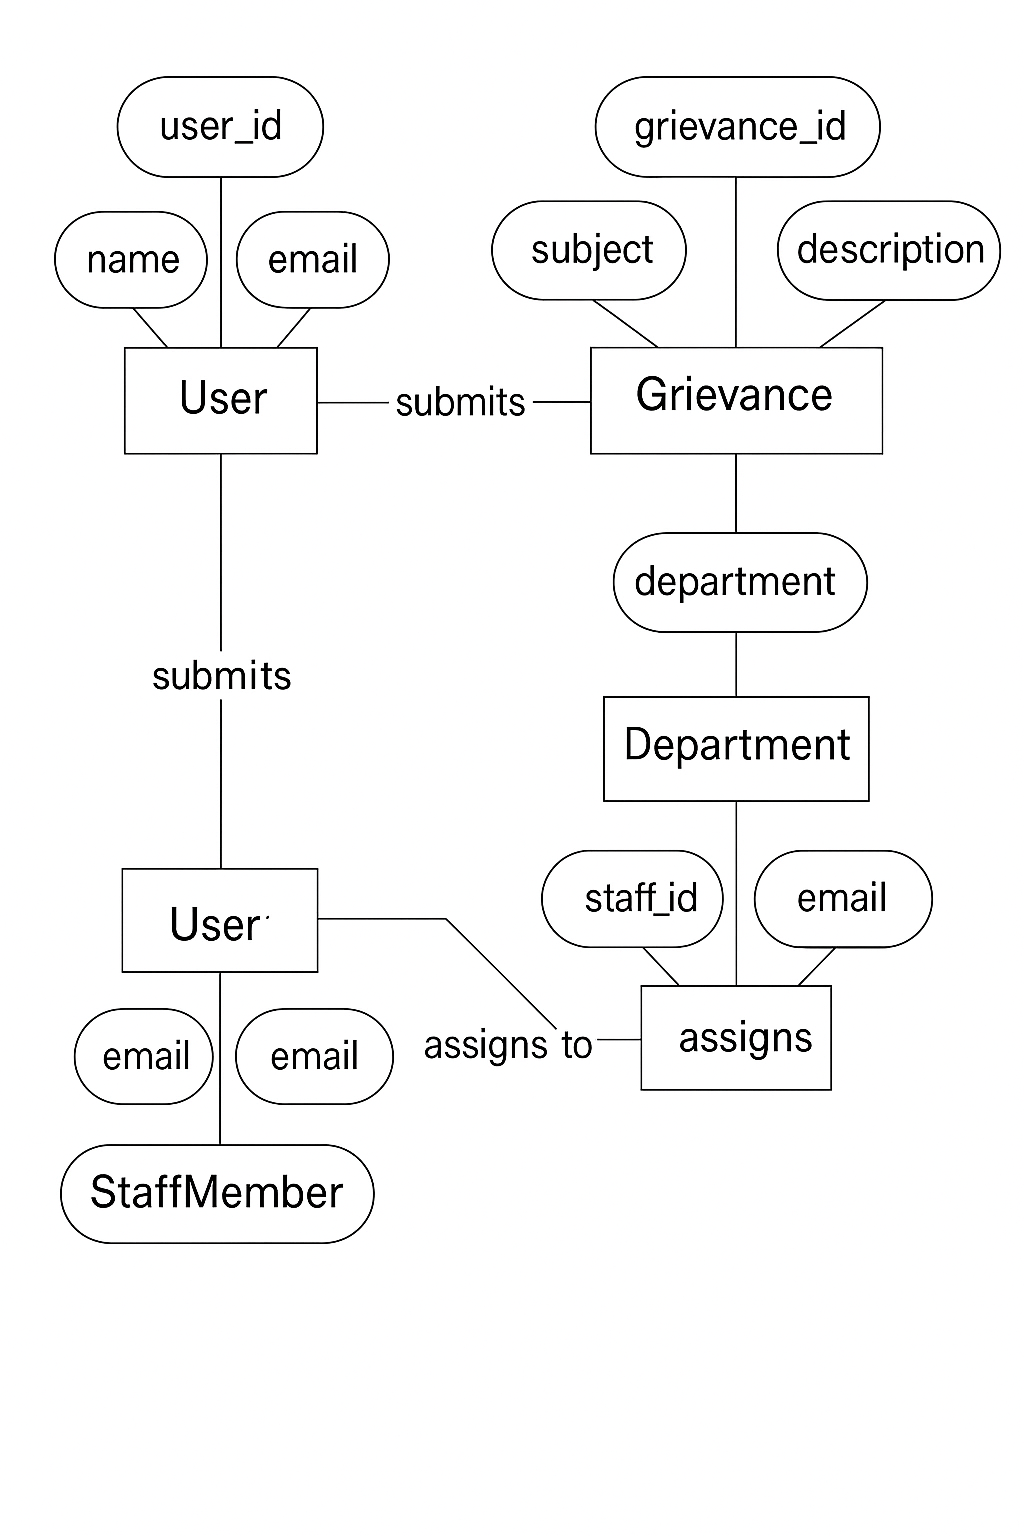 user_id
grievance_id
name
email
subject
description
User
submits
Grievance
department
submits
Department
staff_id
email
User
assigns to
assigns
email
email
StaffMember